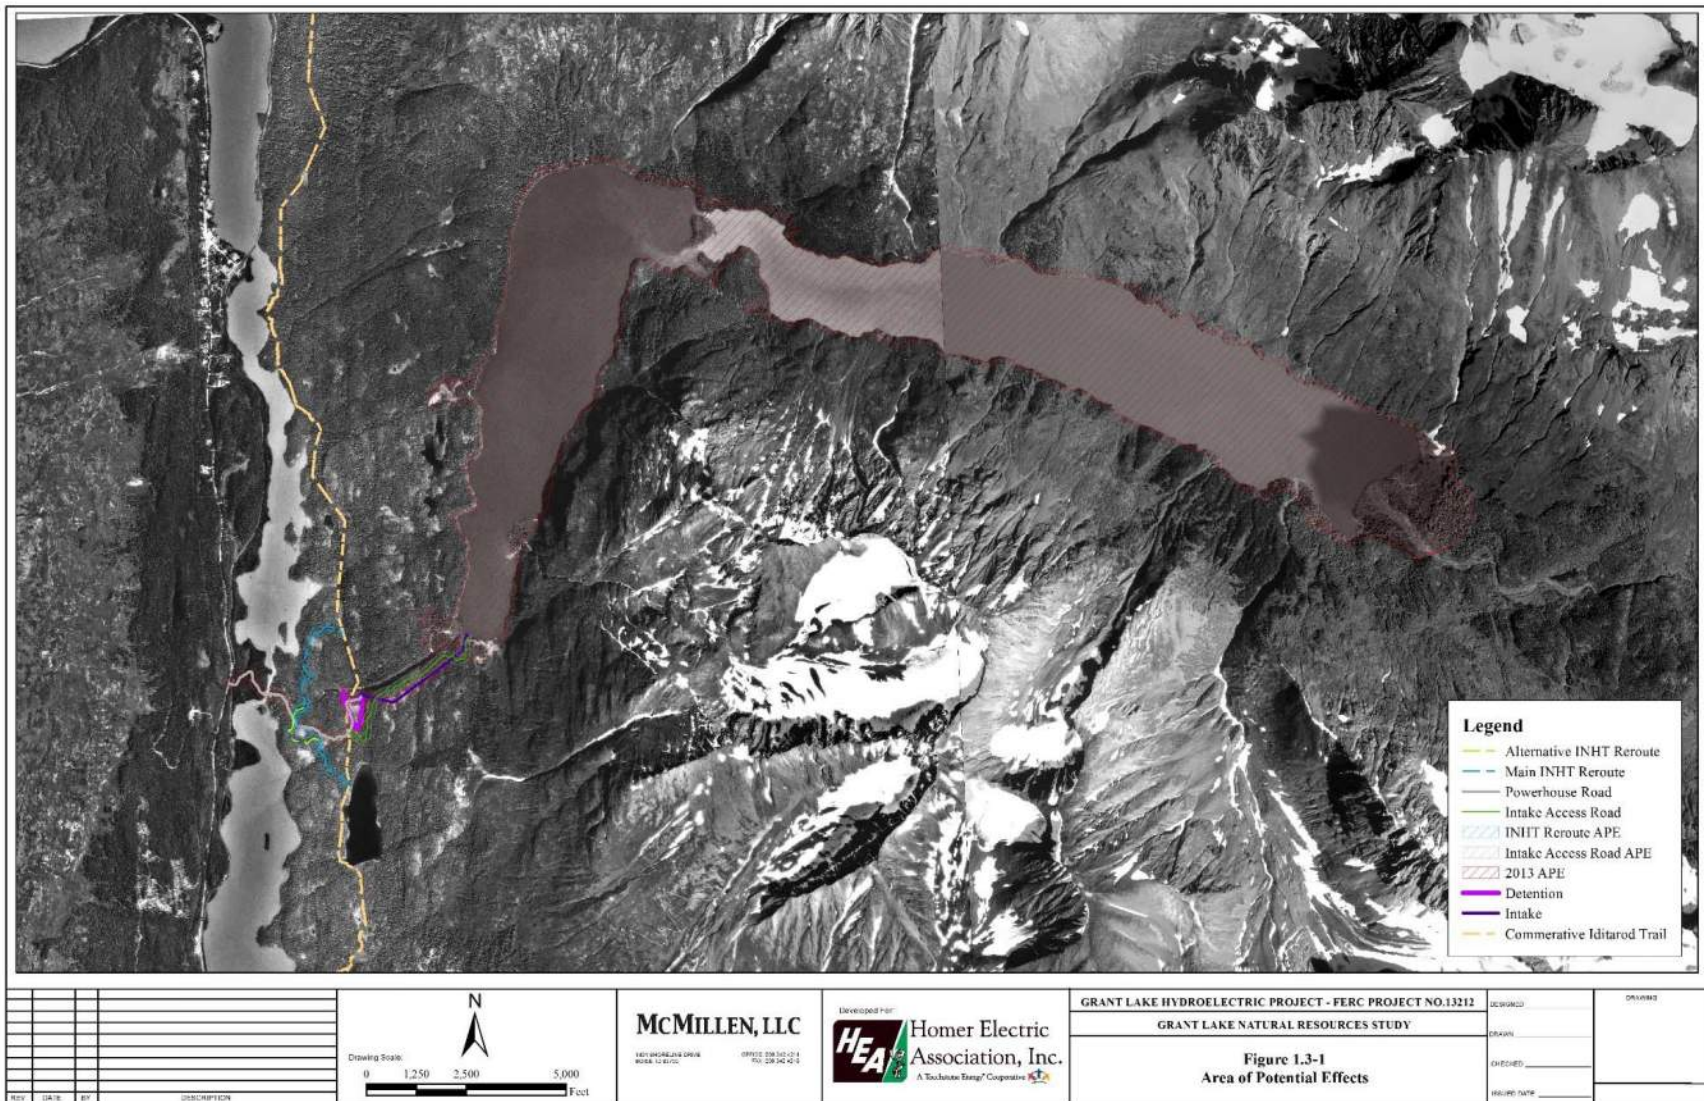 Legend
Alternative INHT Reroute
Main INHT Reroute
Powerhouse Road
Intake Access Road
INHT Reroute APE
Intake Access Road APE
2013 APE
Detention
Intake
Commerative Iditarod Trail
REV DATE BY DESCRIPTION
N
Drawing Scale:
0 1,250 2,500 5,000
Feet
MCMILLEN, LLC
Developed For:
HEA
Homer Electric
Association, Inc.
A Touchstone Energy® Cooperative
GRANT LAKE HYDROELECTRIC PROJECT - FERC PROJECT NO.13212
GRANT LAKE NATURAL RESOURCES STUDY
Figure 1.3-1
Area of Potential Effects
DESIGNED
DRAWN
CHECKED
ISSUED DATE
DRAWING